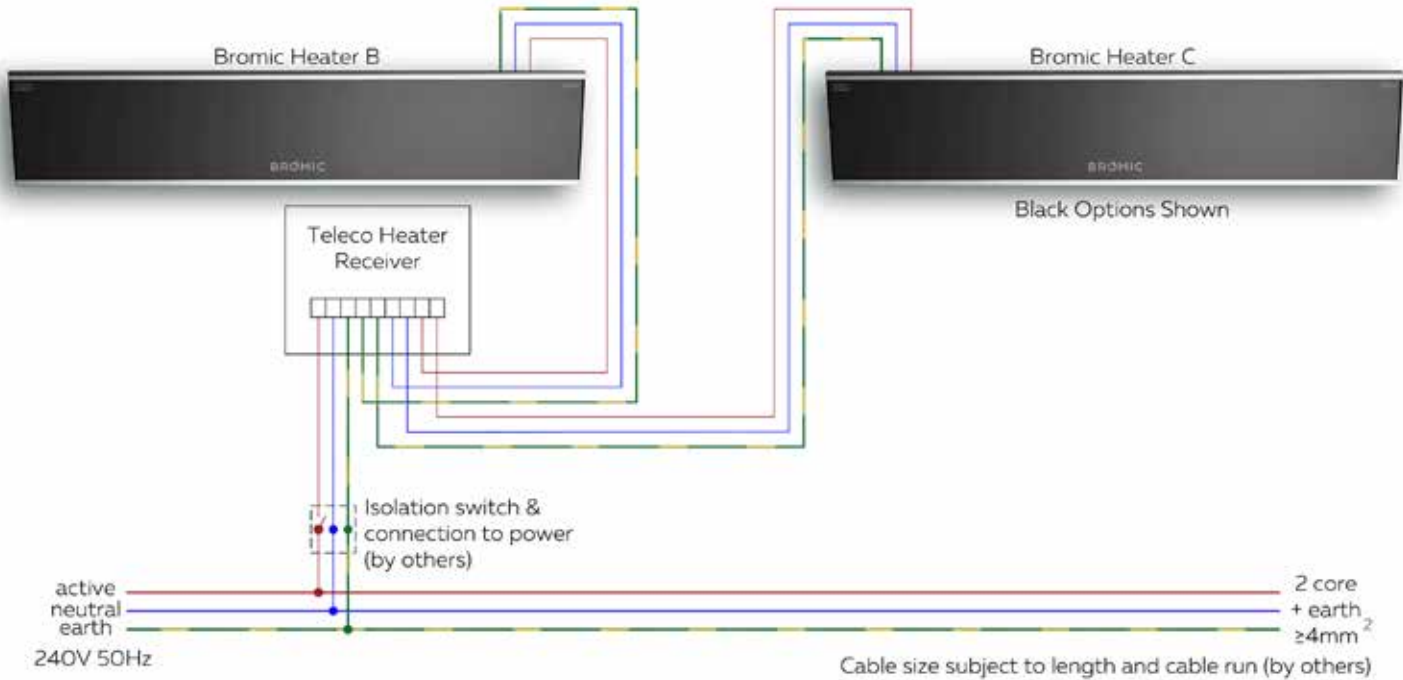 Bromic Heater B
Bromic Heater C
BROMIC
BROMIC
Black Options Shown
Teleco Heater
Receiver
Isolation switch &
connection to power
(by others)
active
neutral
earth
240V 50Hz
2 core
+ earth
≥4mm²
Cable size subject to length and cable run (by others)